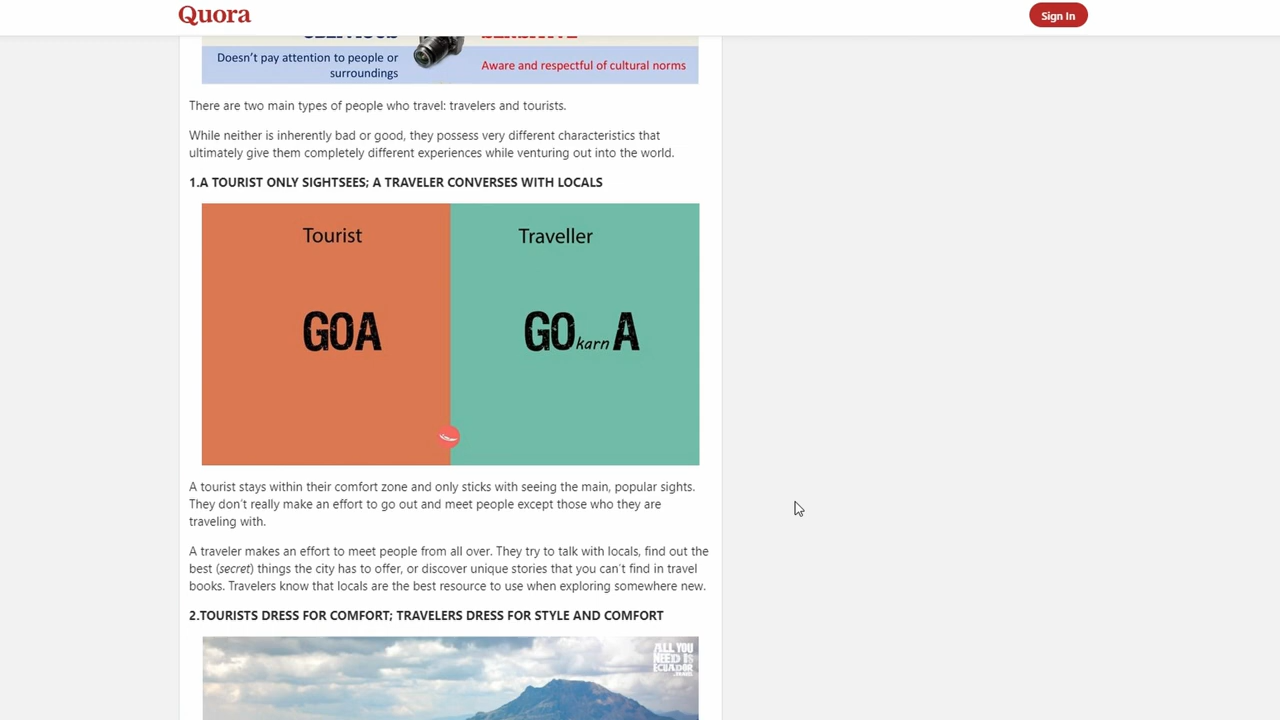 Quora
Sign In
Doesn't pay attention to people or
surroundings
Aware and respectful of cultural norms
There are two main types of people who travel: travelers and tourists.
While neither is inherently bad or good, they possess very different characteristics that
ultimately give them completely different experiences while venturing out into the world.
1.A TOURIST ONLY SIGHTSEES; A TRAVELER CONVERSES WITH LOCALS
Tourist
Traveller
GOA
GOkarnA
A tourist stays within their comfort zone and only sticks with seeing the main, popular sights.
They don't really make an effort to go out and meet people except those who they are
traveling with.
A traveler makes an effort to meet people from all over. They try to talk with locals, find out the
best (secret) things the city has to offer, or discover unique stories that you can't find in travel
books. Travelers know that locals are the best resource to use when exploring somewhere new.
2.TOURISTS DRESS FOR COMFORT; TRAVELERS DRESS FOR STYLE AND COMFORT
ALL YOU
NEED IS
ECUADOR